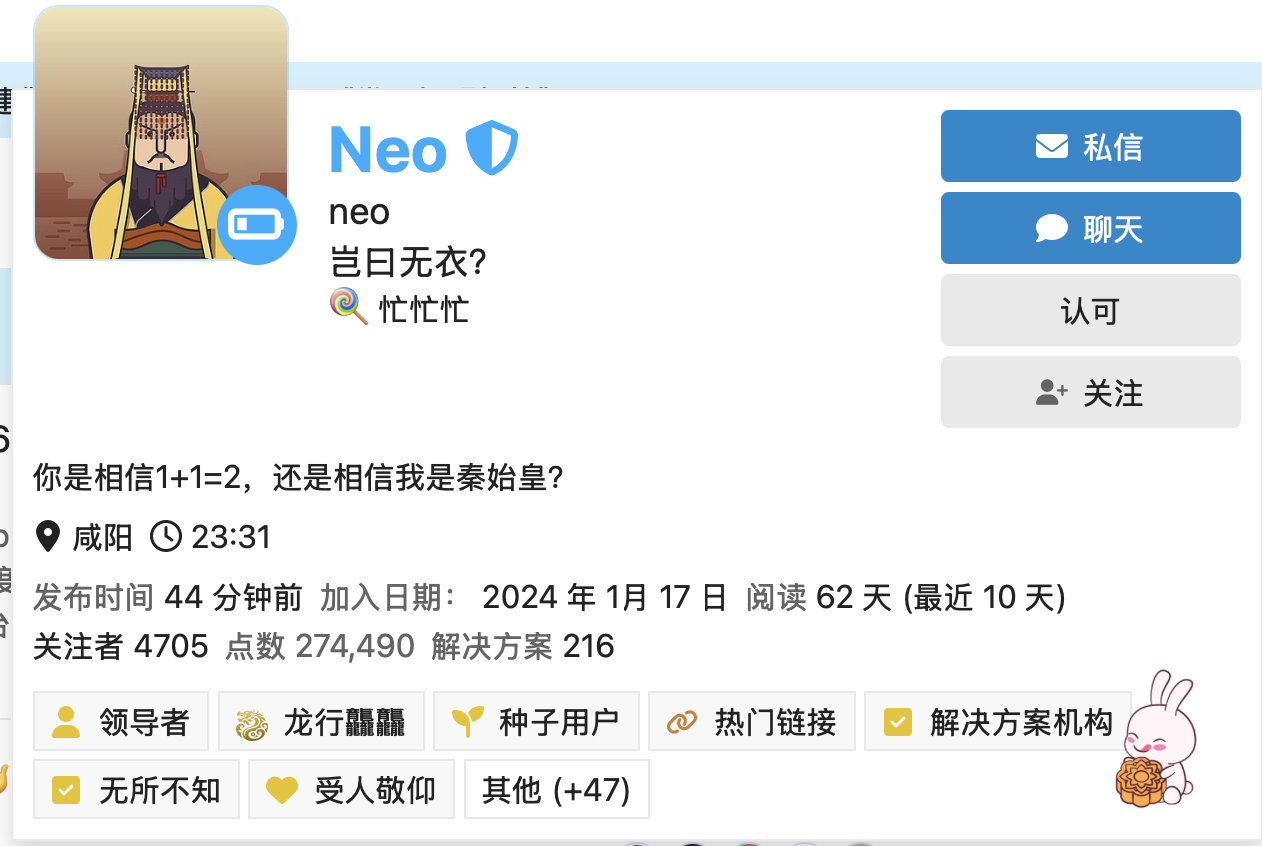 Neo
私信
neo
聊天
岂曰无衣?
忙忙忙
认可
关注
你是相信1+1=2，还是相信我是秦始皇?
咸阳 23:31
发布时间 44 分钟前 加入日期： 2024 年 1月 17 日 阅读 62 天 (最近 10 天)
关注者 4705 点数 274,490 解决方案 216
领导者 龙行龘龘 种子用户 热门链接 解决方案机构
无所不知 受人敬仰 其他 (+47)